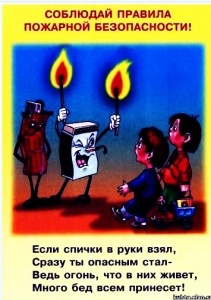 СОБЛЮДАЙ ПРАВИЛА
ПОЖАРНОЙ БЕЗОПАСНОСТИ!
Если спички в руки взял,
Сразу ты опасным стал-
Ведь огонь, что в них живет,
Много бед всем принесет!